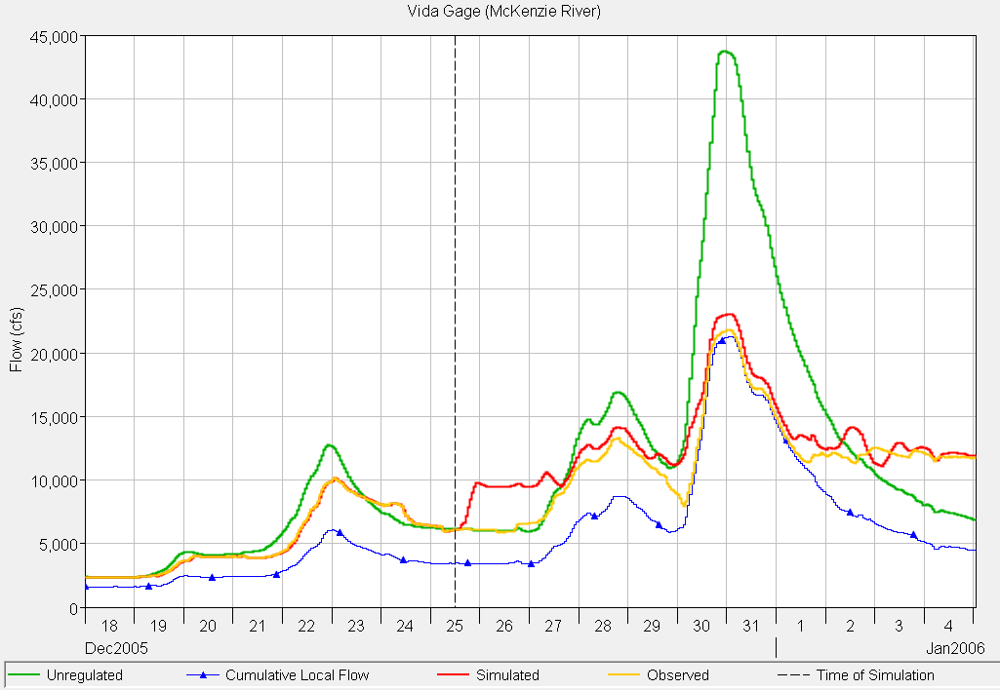 Vida Gage (McKenzie River)
45,000
40,000
35,000
30,000
25,000
20,000
15,000
10,000
5,000
0
Flow (cfs)
18 19 20 21 22 23 24 25 26 27 28 29 30 31 1 2 3 4
Dec2005 Jan2006
Unregulated Cumulative Local Flow Simulated Observed Time of Simulation